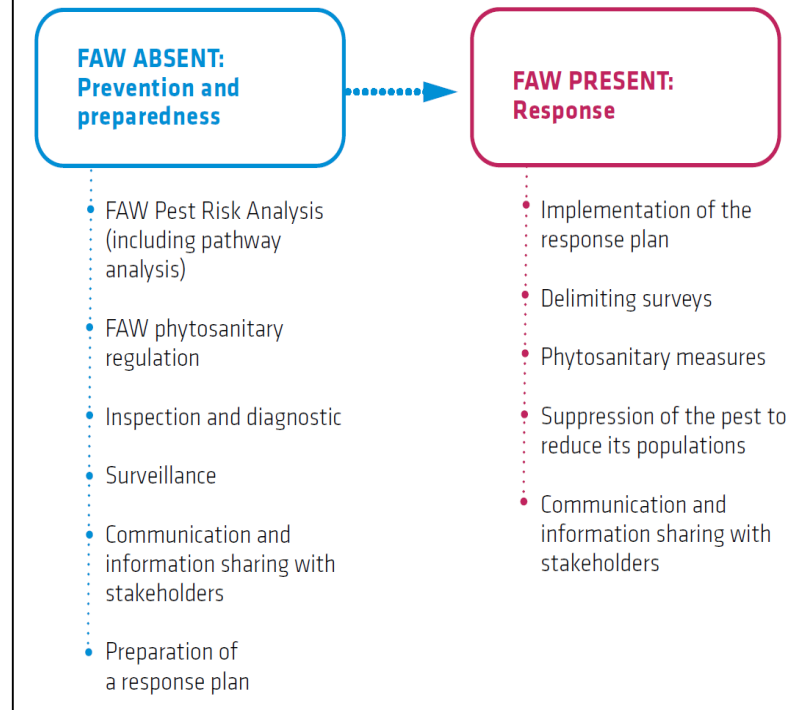 FAW ABSENT:
Prevention and
preparedness
FAW Pest Risk Analysis
(including pathway
analysis)
FAW phytosanitary
regulation
Inspection and diagnostic
Surveillance
Communication and
information sharing with
stakeholders
Preparation of
a response plan
FAW PRESENT:
Response
Implementation of the
response plan
Delimiting surveys
Phytosanitary measures
Suppression of the pest to
reduce its populations
Communication and
information sharing with
stakeholders